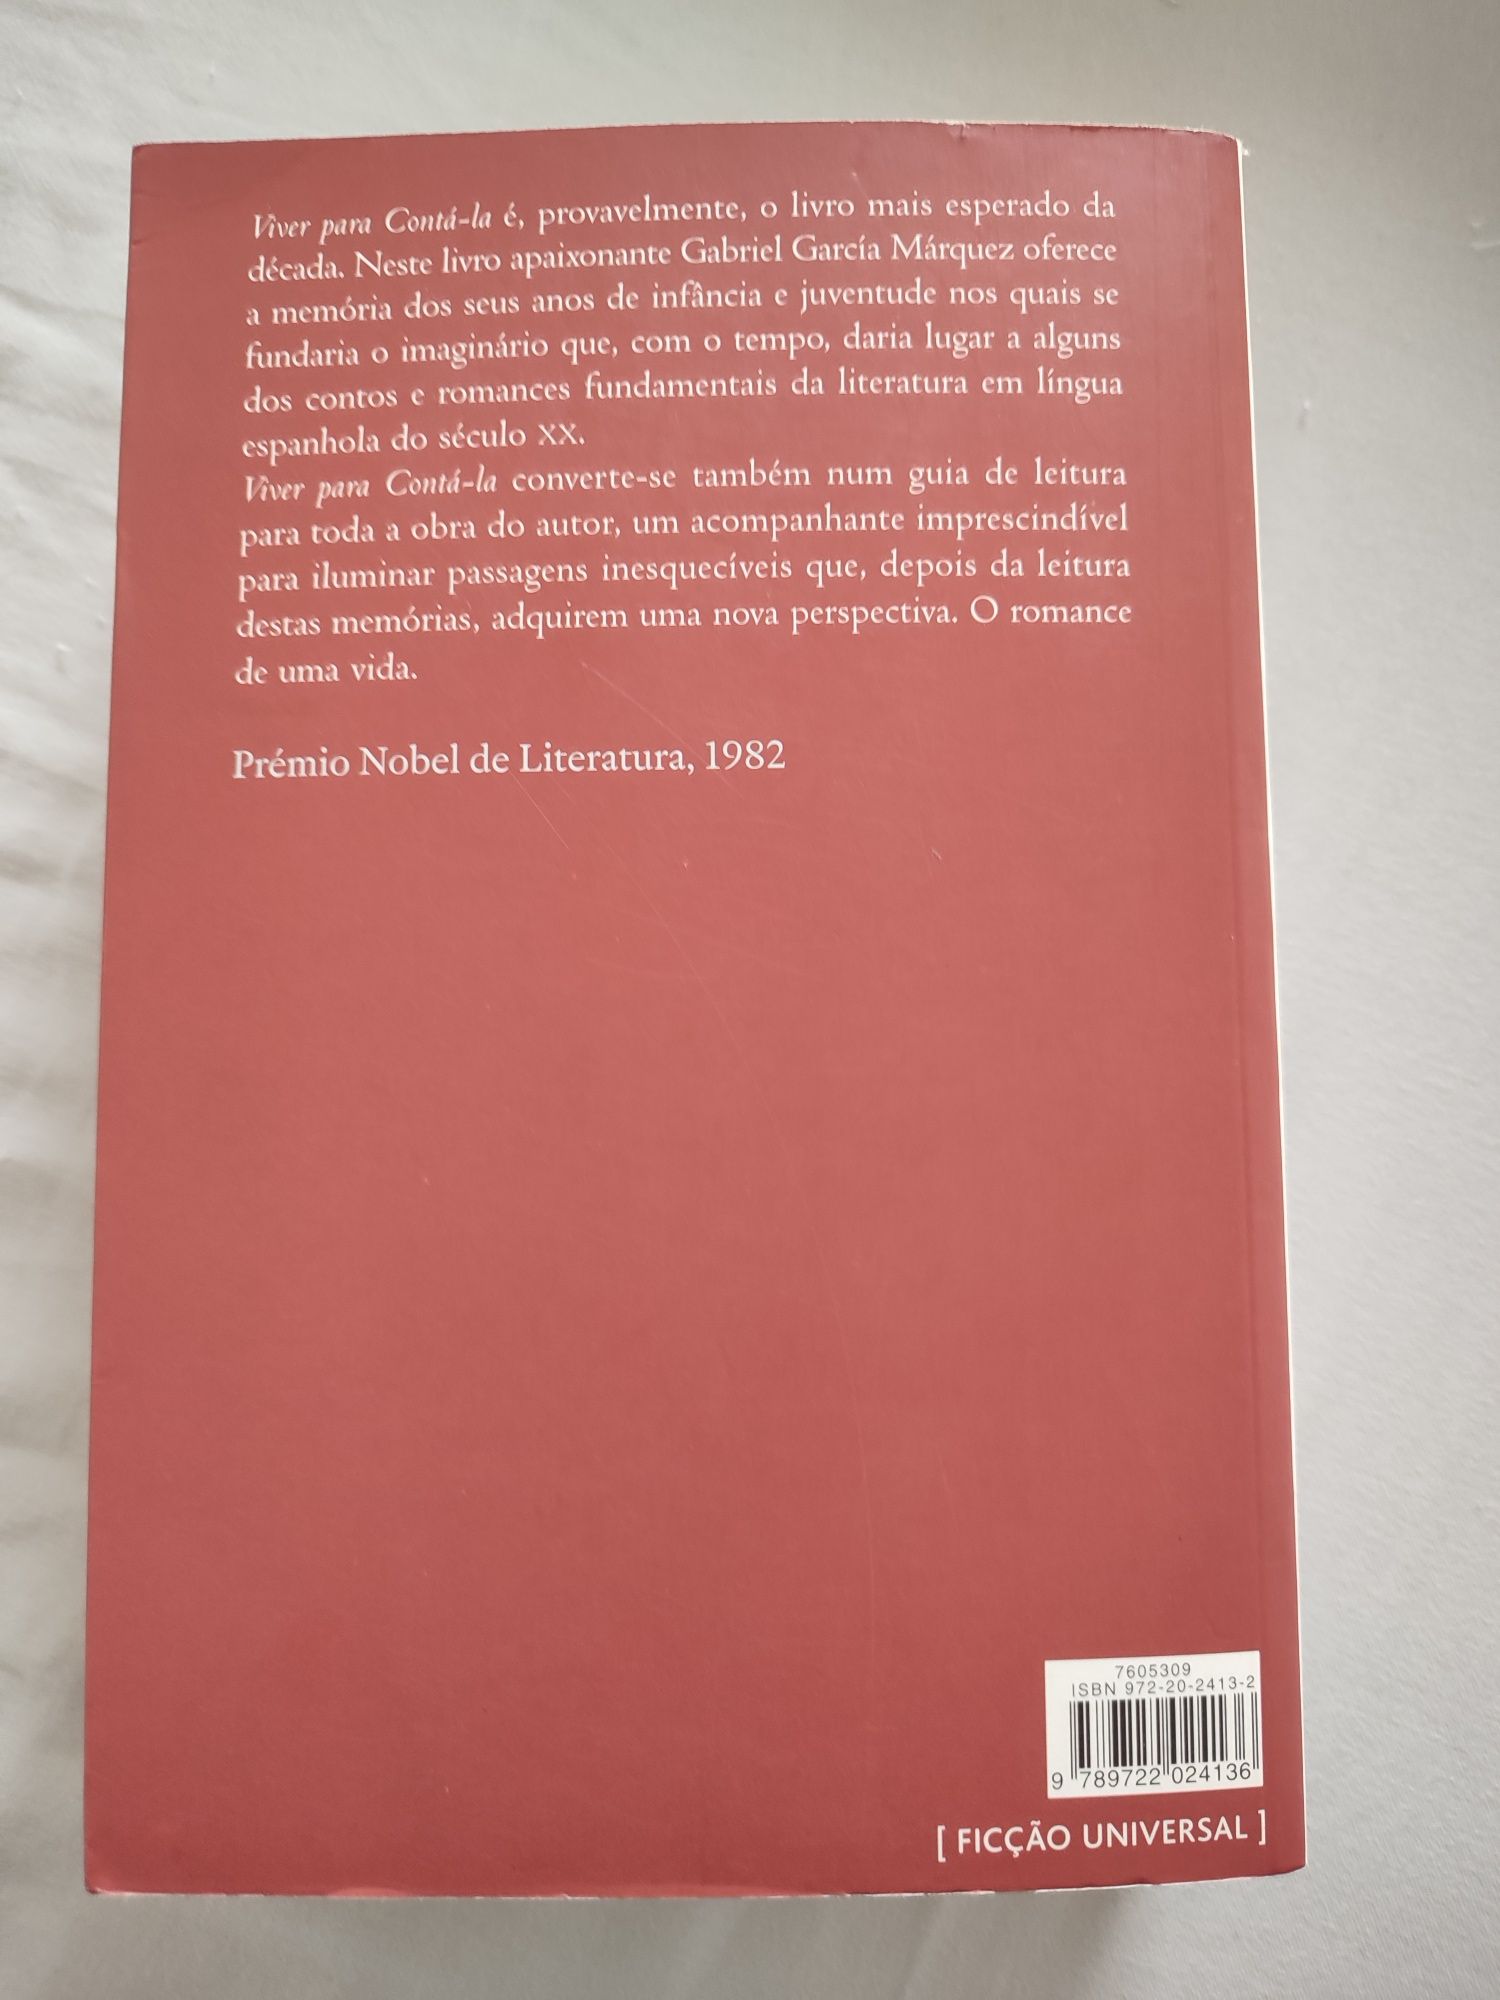 Viver para Contá-la é, provavelmente, o livro mais esperado da
década. Neste livro apaixonante Gabriel García Márquez oferece
a memória dos seus anos de infância e juventude nos quais se
fundaria o imaginário que, com o tempo, daria lugar a alguns
dos contos e romances fundamentais da literatura em língua
espanhola do século XX.
Viver para Contá-la converte-se também num guia de leitura
para toda a obra do autor, um acompanhante imprescindível
para iluminar passagens inesquecíveis que, depois da leitura
destas memórias, adquirem uma nova perspectiva. O romance
de uma vida.
Prémio Nobel de Literatura, 1982
7605309
ISBN 972-20-2413-2
9 789722 024136
[ FICÇÃO UNIVERSAL ]